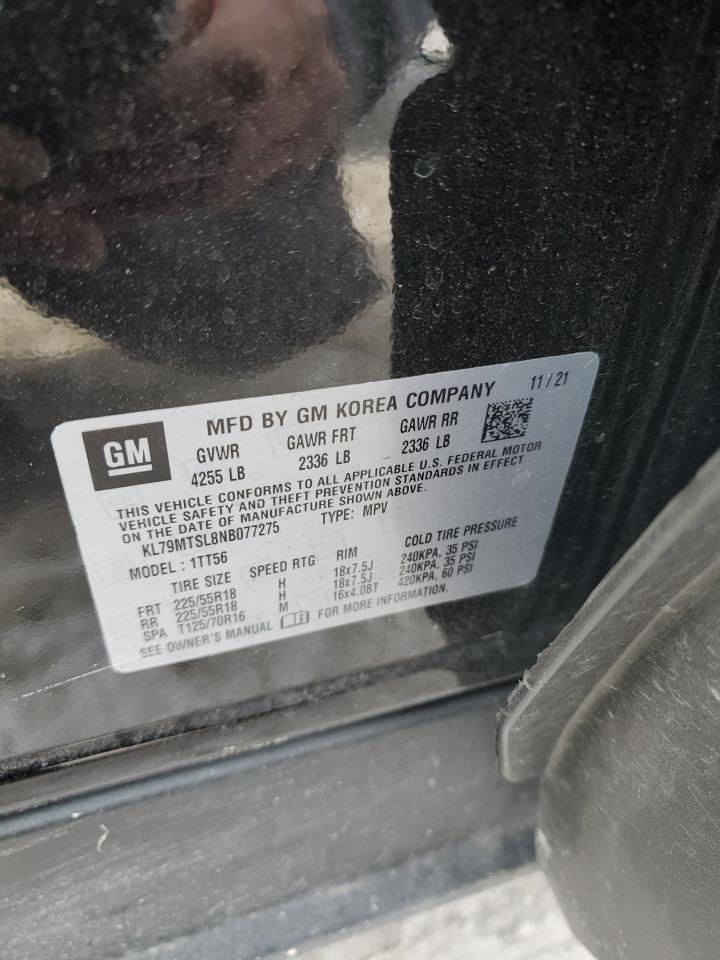 MFD BY GM KOREA COMPANY 11 / 21
GM
GVWR GAWR FRT GAWR RR
4255 LB 2336 LB 2336 LB
THIS VEHICLE CONFORMS TO ALL APPLICABLE U.S. FEDERAL MOTOR
VEHICLE SAFETY AND THEFT PREVENTION STANDARDS IN EFFECT
ON THE DATE OF MANUFACTURE SHOWN ABOVE.
KL79MTSL8NB077275 TYPE: MPV
MODEL : 1TT56
TIRE SIZE SPEED RTG RIM COLD TIRE PRESSURE
FRT 225/55R18 H 18x7.5J 240KPA, 35 PSI
RR 225/55R18 H 18x7.5J 240KPA, 35 PSI
SPA T125/70R16 M 16x4.0BT 420KPA, 60 PSI
SEE OWNER'S MANUAL FOR MORE INFORMATION.